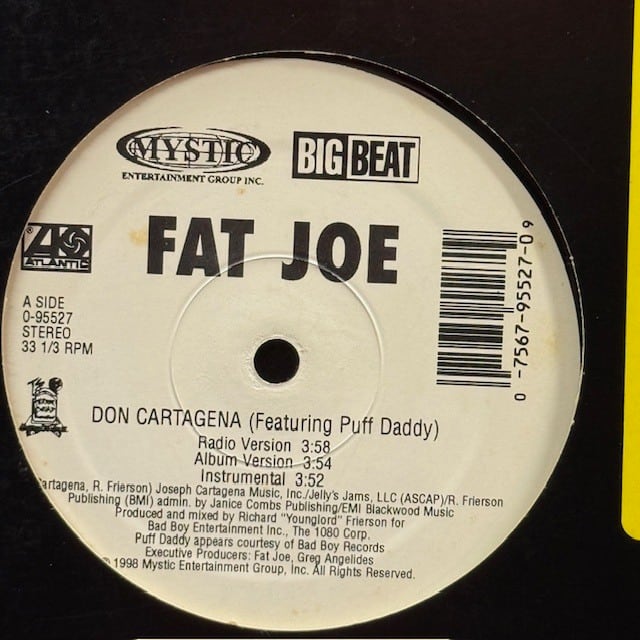 MYSTIC
ENTERTAINMENT GROUP INC.
BIG BEAT
FAT JOE
ATLANTIC
A SIDE
0-95527
STEREO
33 1/3 RPM
0 -7567-95527-0 9
DON CARTAGENA (Featuring Puff Daddy)
Radio Version 3:58
Album Version 3:54
Instrumental 3:52
artagena, R. Frierson) Joseph Cartagena Music, Inc./Jelly's Jams, LLC (ASCAP)/R. Frierson
Publishing (BMI) admin. by Janice Combs Publishing/EMI Blackwood Music
Produced and mixed by Richard "Younglord" Frierson for
Bad Boy Entertainment Inc., The 1080 Corp.
Puff Daddy appears courtesy of Bad Boy Records
Executive Producers: Fat Joe, Greg Angelides
℗ 1998 Mystic Entertainment Group, Inc. All Rights Reserved.